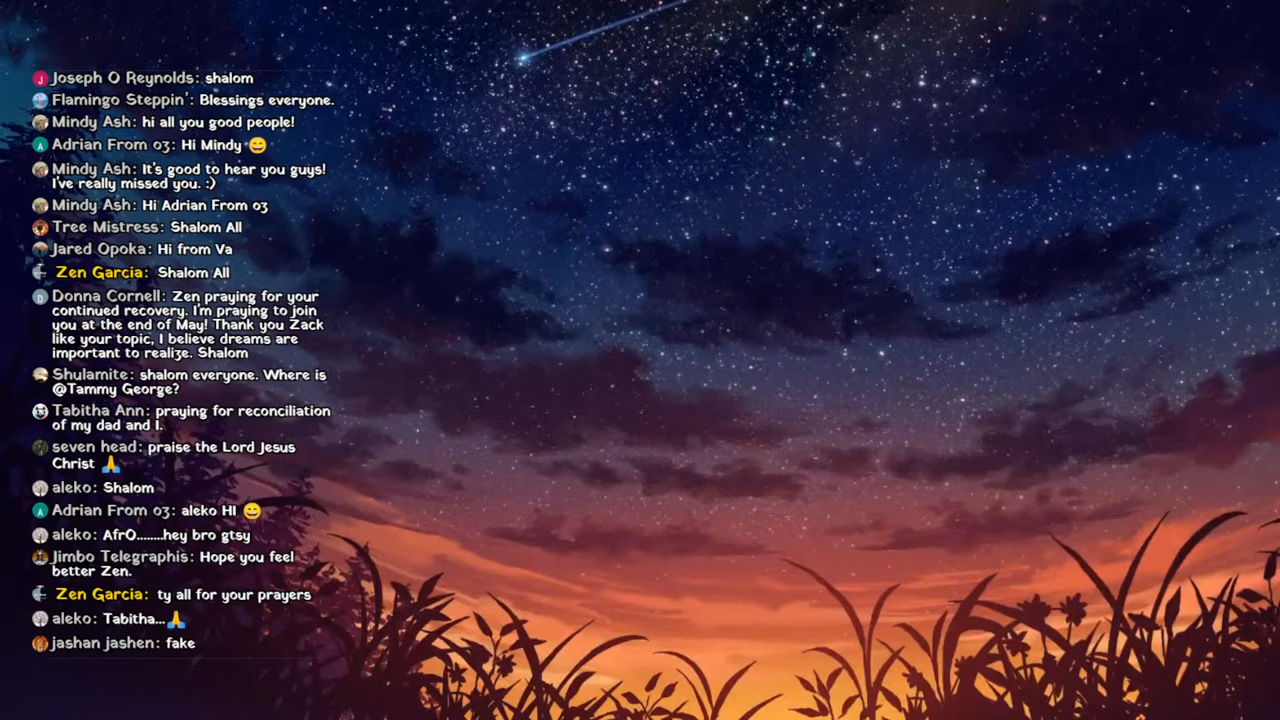 J Joseph O Reynolds: shalom
Flamingo Steppin': Blessings everyone.
Mindy Ash: hi all you good people!
A Adrian From o3: Hi Mindy 😄
Mindy Ash: It's good to hear you guys!
I've really missed you. :)
Mindy Ash: Hi Adrian From o3
Tree Mistress: Shalom All
Jared Opoka: Hi from Va
Zen Garcia: Shalom All
D Donna Cornell: Zen praying for your
continued recovery. I'm praying to join
you at the end of May! Thank you Zack
like your topic, I believe dreams are
important to realize. Shalom
Shulamite: shalom everyone. Where is
@Tammy George?
Tabitha Ann: praying for reconciliation
of my dad and I.
seven head: praise the Lord Jesus
Christ 🙏
aleko: Shalom
A Adrian From o3: aleko HI 😄
aleko: AfrO........hey bro gtsy
Jimbo Telegraphis: Hope you feel
better Zen.
Zen Garcia: ty all for your prayers
aleko: Tabitha...🙏
jashan jashen: fake